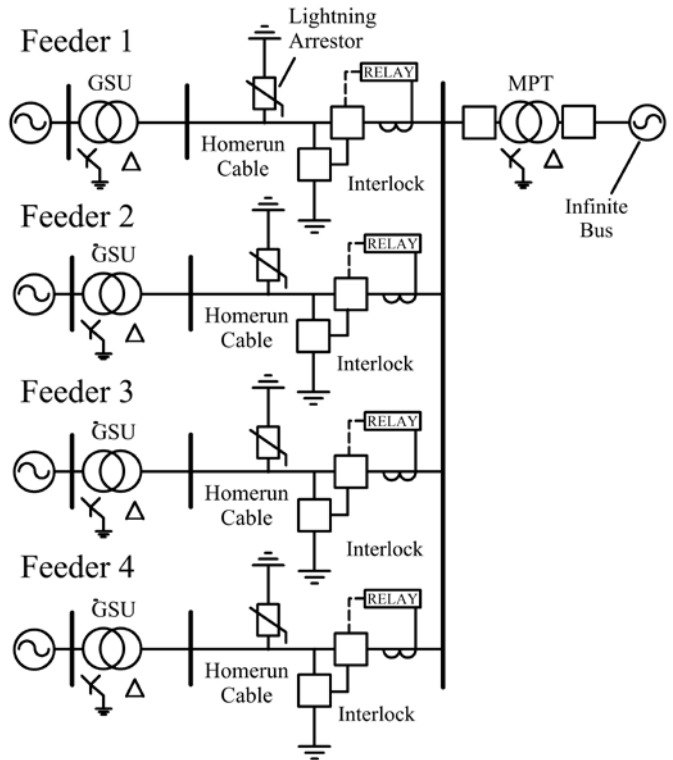 Lightning
Arrestor
Feeder 1
GSU
RELAY
MPT
Homerun
Cable
Interlock
Infinite
Bus
Feeder 2
GSU
RELAY
Homerun
Cable
Interlock
Feeder 3
GSU
RELAY
Homerun
Cable
Interlock
Feeder 4
GSU
RELAY
Homerun
Cable
Interlock